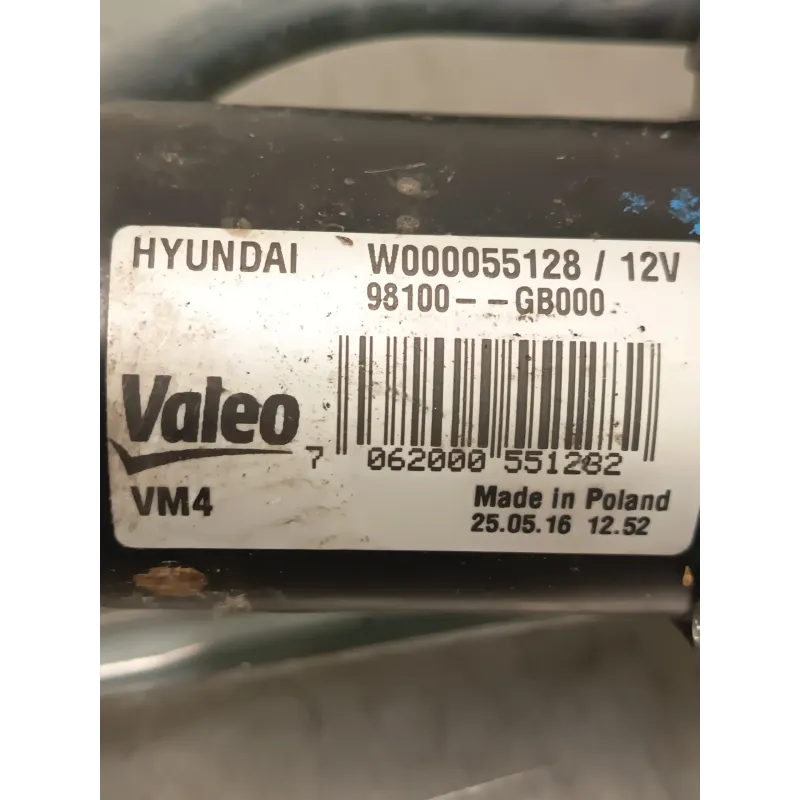 HYUNDAI W000055128 / 12V
98100--GB000
Valeo
7 062000 551282
VM4 Made in Poland
25.05.16 12.52